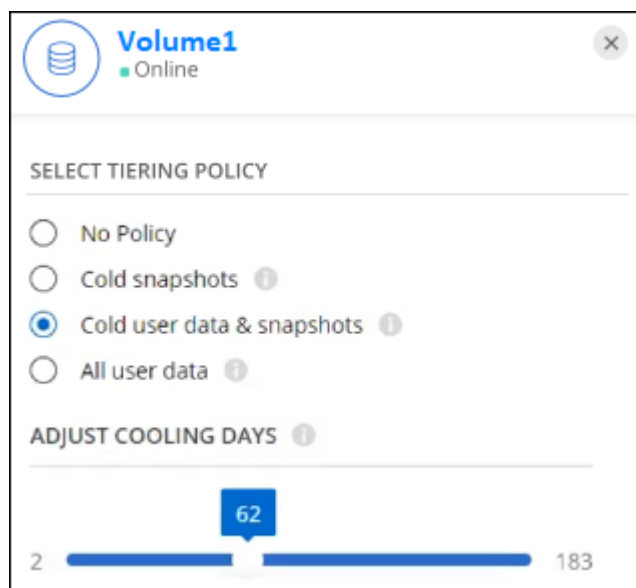 Volume1
Online
SELECT TIERING POLICY
No Policy
Cold snapshots
Cold user data & snapshots
All user data
ADJUST COOLING DAYS
62
2 183